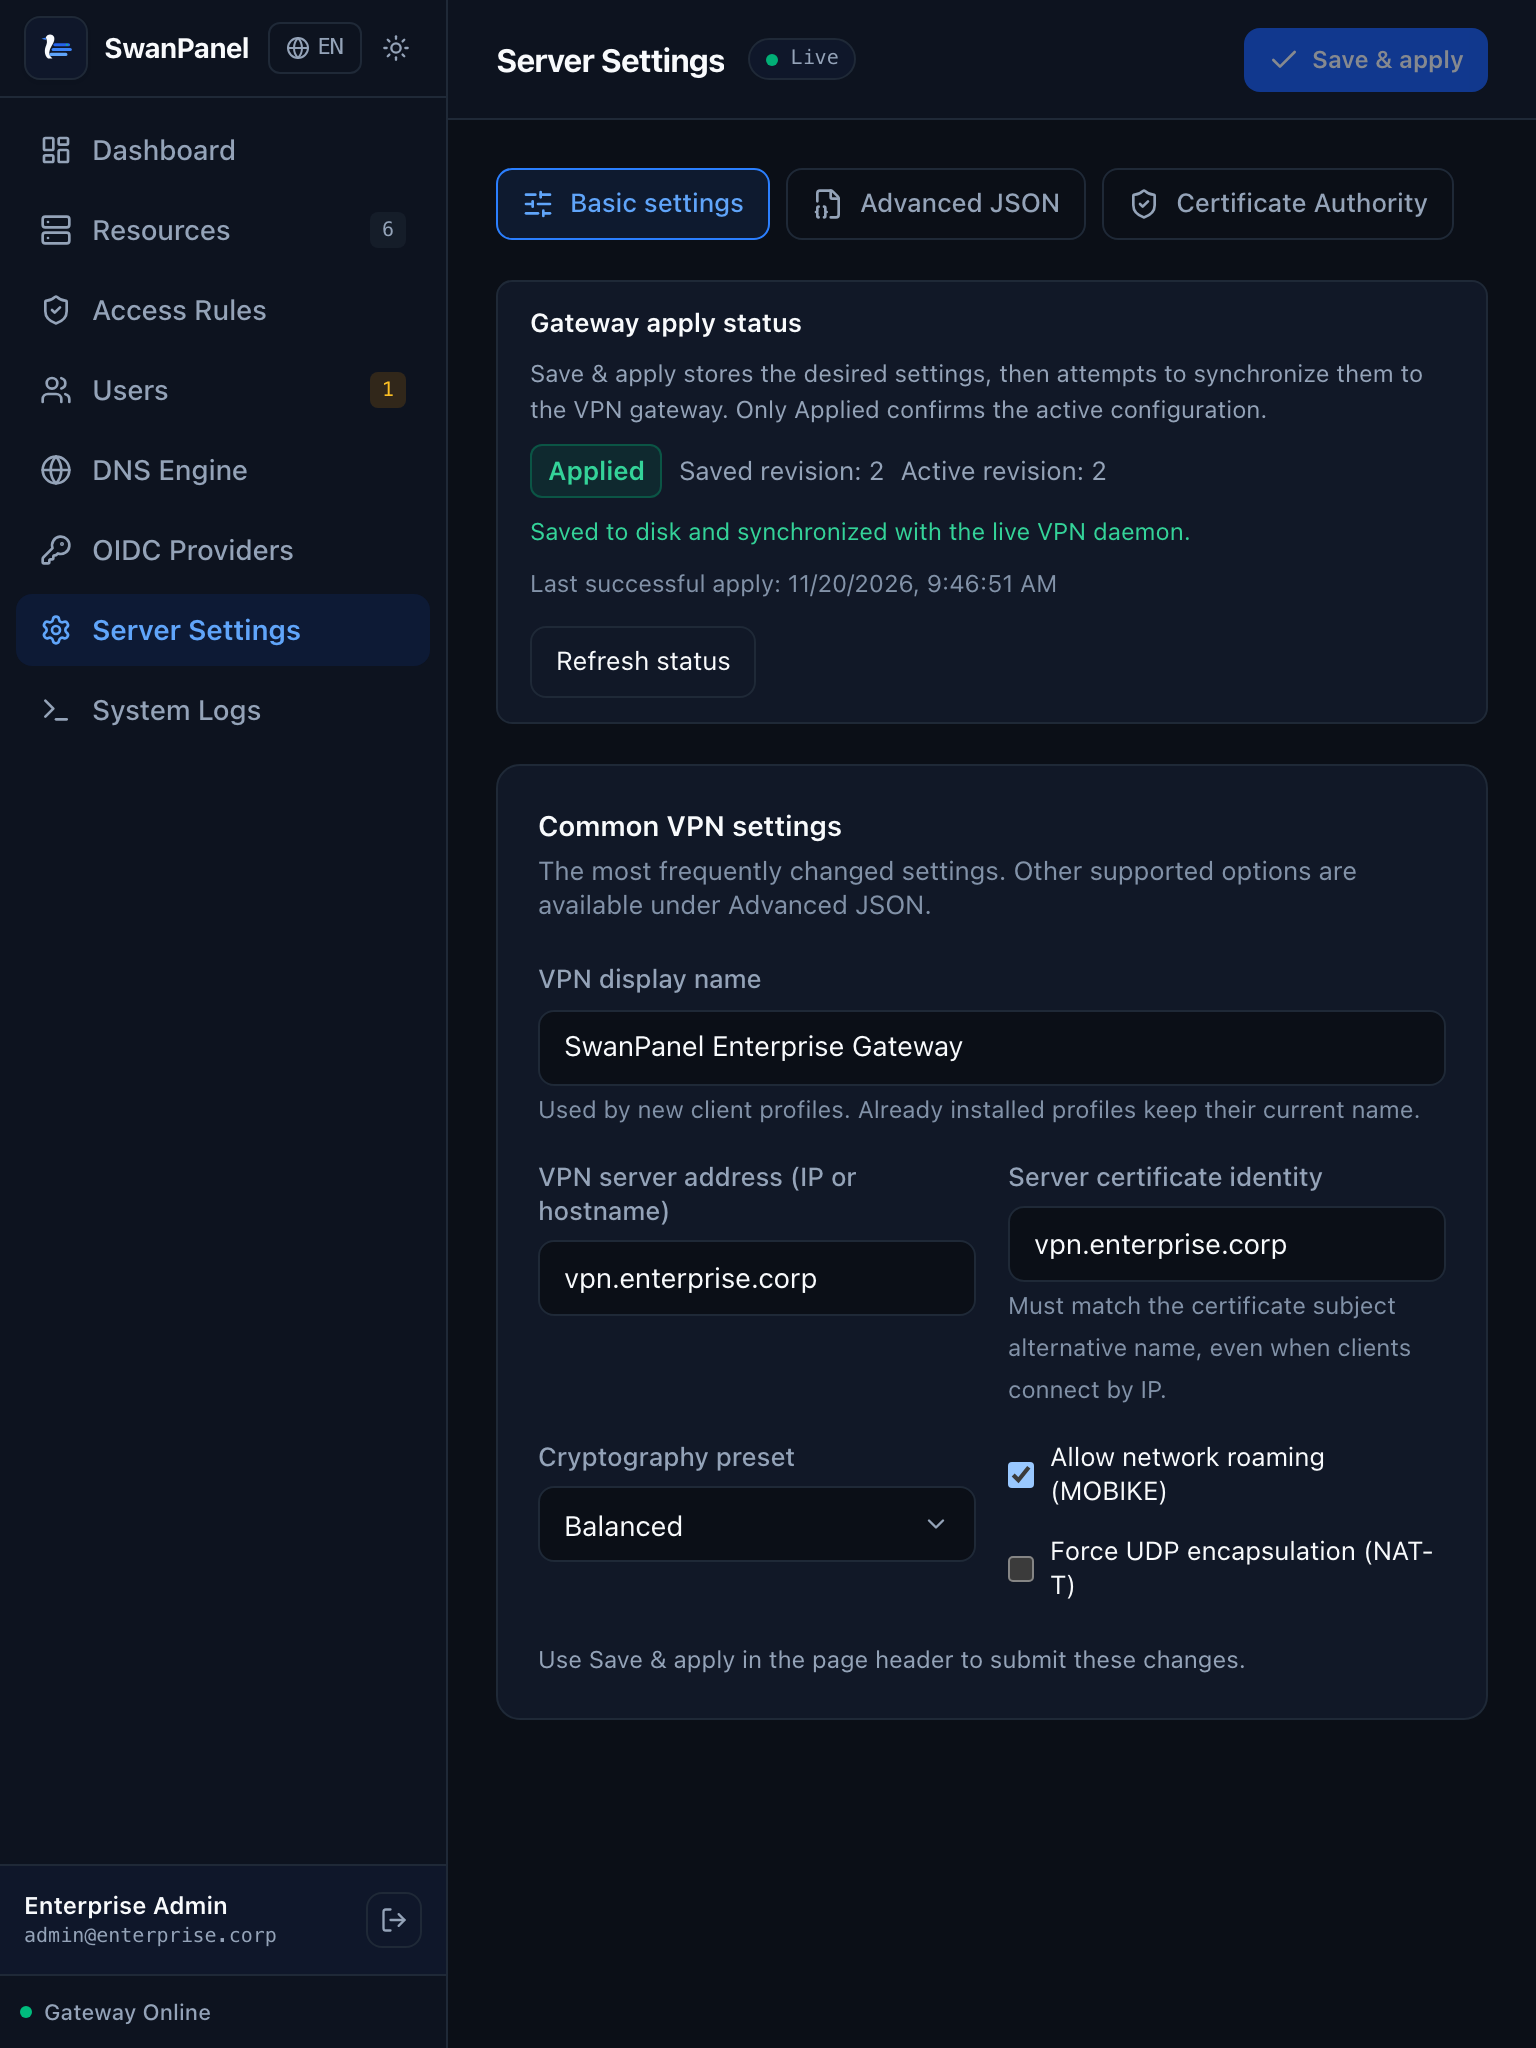 SwanPanel
EN
Dashboard
Resources
6
Access Rules
Users
1
DNS Engine
OIDC Providers
Server Settings
System Logs
Enterprise Admin
admin@enterprise.corp
Gateway Online
Server Settings
Live
Save & apply
Basic settings
Advanced JSON
Certificate Authority
Gateway apply status
Save & apply stores the desired settings, then attempts to synchronize them to
the VPN gateway. Only Applied confirms the active configuration.
Applied
Saved revision: 2
Active revision: 2
Saved to disk and synchronized with the live VPN daemon.
Last successful apply: 11/20/2026, 9:46:51 AM
Refresh status
Common VPN settings
The most frequently changed settings. Other supported options are
available under Advanced JSON.
VPN display name
SwanPanel Enterprise Gateway
Used by new client profiles. Already installed profiles keep their current name.
VPN server address (IP or
hostname)
vpn.enterprise.corp
Server certificate identity
vpn.enterprise.corp
Must match the certificate subject
alternative name, even when clients
connect by IP.
Cryptography preset
Balanced
Allow network roaming
(MOBIKE)
Force UDP encapsulation (NAT-
T)
Use Save & apply in the page header to submit these changes.